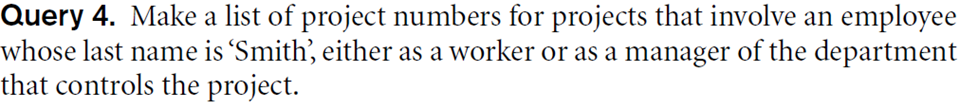 Query 4. Make a list of project numbers for projects that involve an employee
whose last name is ‘Smith’, either as a worker or as a manager of the department
that controls the project.